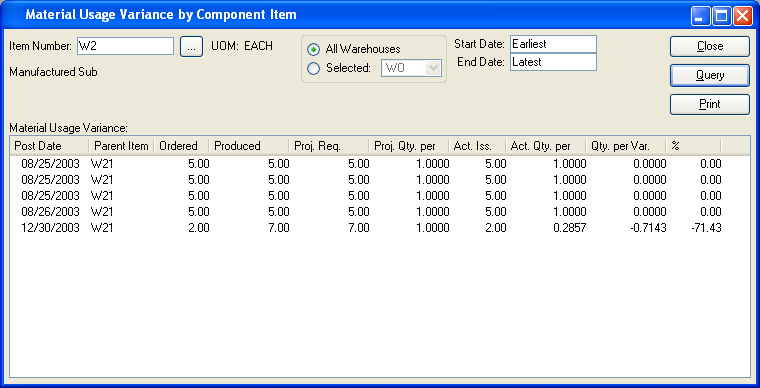 Material Usage Variance by Component Item
Item Number: W2 ... UOM: EACH
All Warehouses
Selected: WO
Start Date: Earliest
End Date: Latest
Close
Query
Print
Manufactured Sub
Material Usage Variance:
Post Date Parent Item Ordered Produced Proj. Req. Proj. Qty. per Act. Iss. Act. Qty. per Qty. per Var. %
08/25/2003 W21 5.00 5.00 5.00 1.0000 5.00 1.0000 0.0000 0.00
08/25/2003 W21 5.00 5.00 5.00 1.0000 5.00 1.0000 0.0000 0.00
08/25/2003 W21 5.00 5.00 5.00 1.0000 5.00 1.0000 0.0000 0.00
08/26/2003 W21 5.00 5.00 5.00 1.0000 5.00 1.0000 0.0000 0.00
12/30/2003 W21 2.00 7.00 7.00 1.0000 2.00 0.2857 -0.7143 -71.43